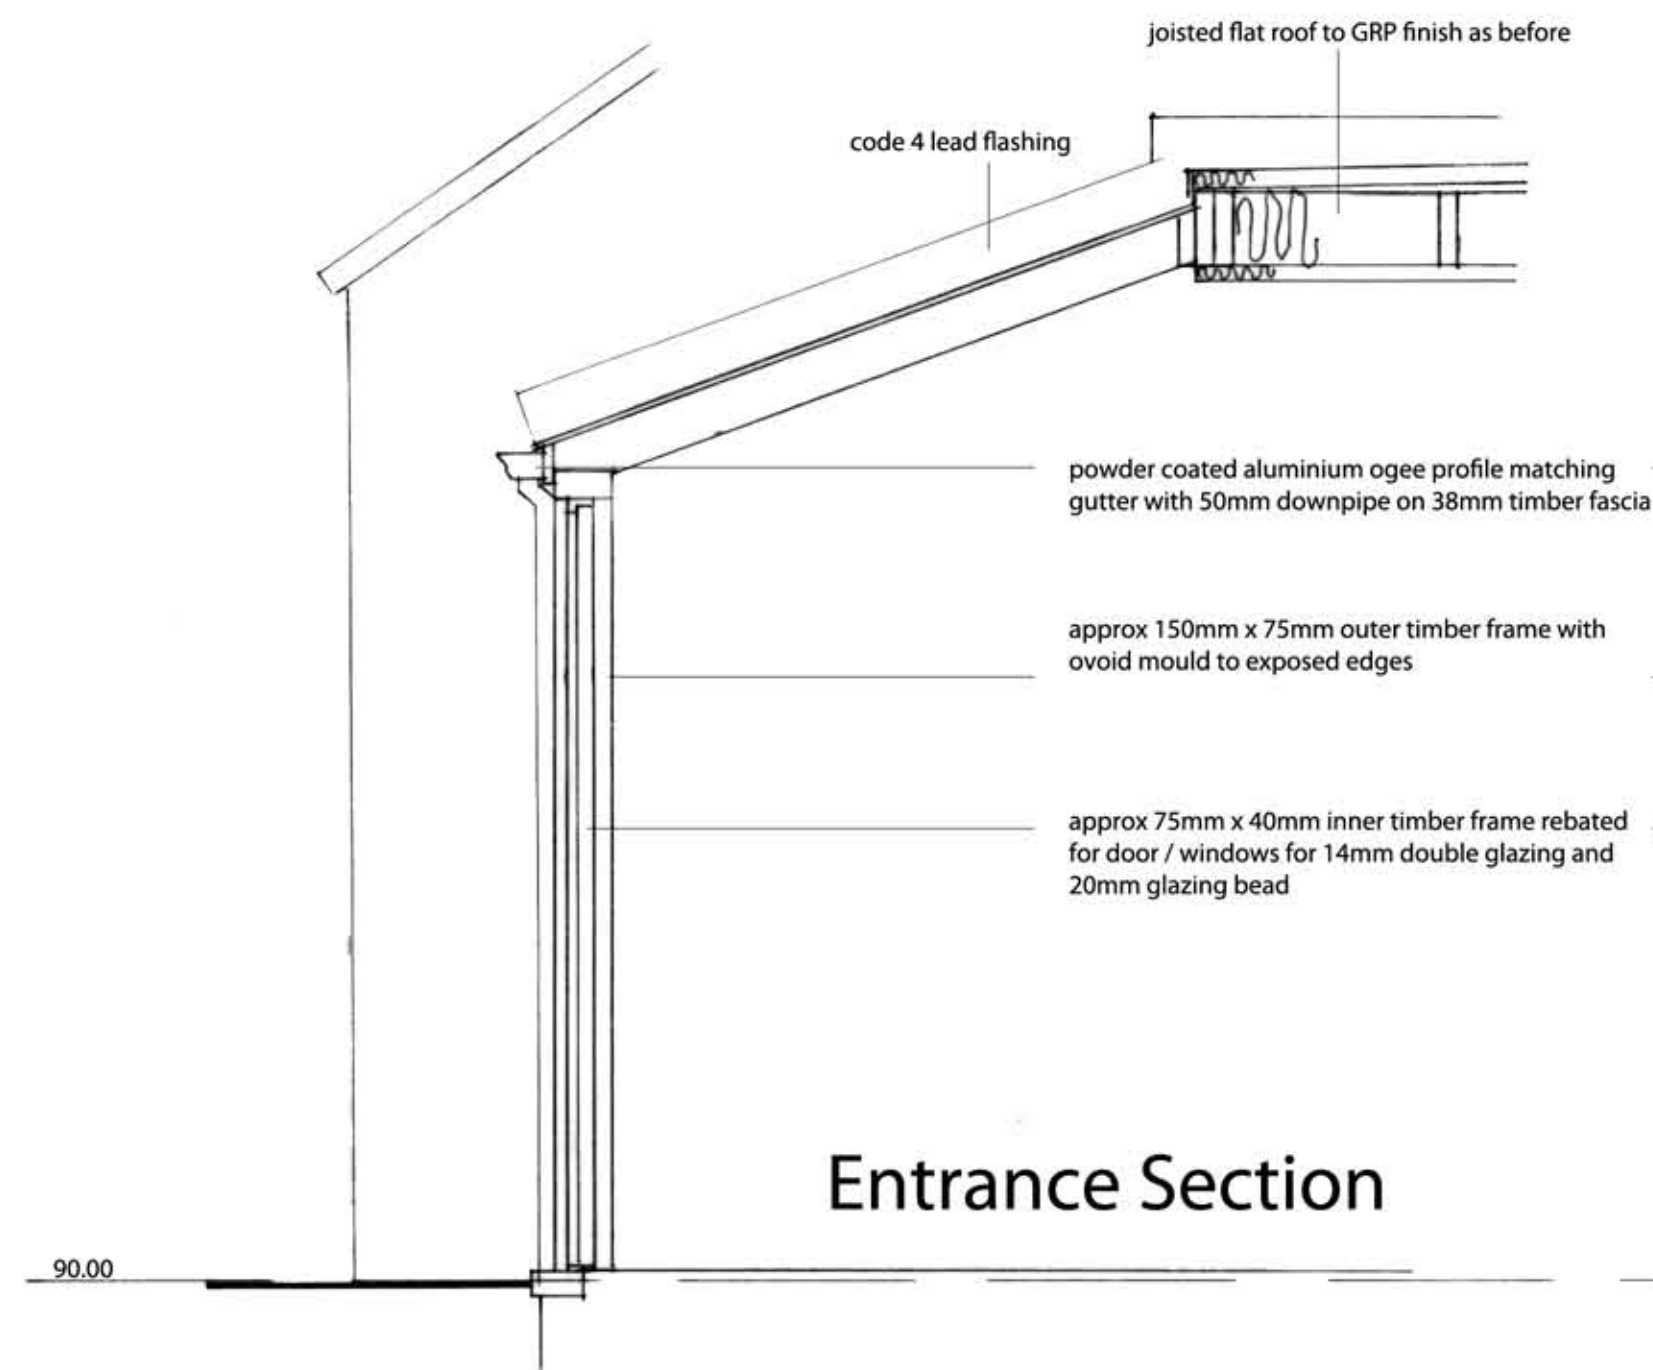 joisted flat roof to GRP finish as before
code 4 lead flashing
powder coated aluminium ogee profile matching
gutter with 50mm downpipe on 38mm timber fascia
approx 150mm x 75mm outer timber frame with
ovoid mould to exposed edges
approx 75mm x 40mm inner timber frame rebated
for door / windows for 14mm double glazing and
20mm glazing bead
Entrance Section
90.00